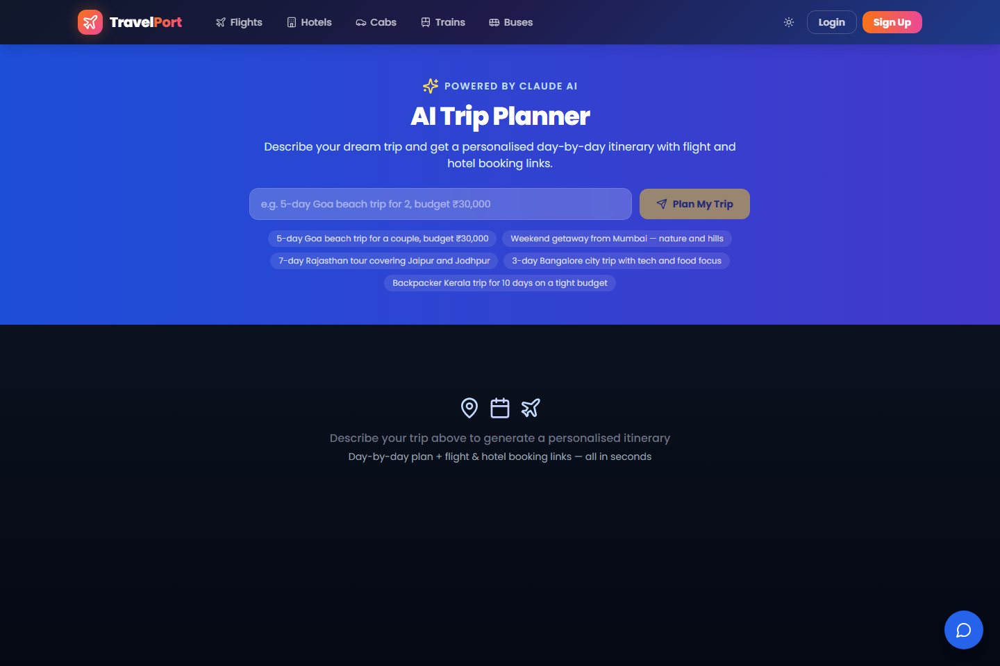 TravelPort
Flights
Hotels
Cabs
Trains
Buses
Login
Sign Up
POWERED BY CLAUDE AI
AI Trip Planner
Describe your dream trip and get a personalised day-by-day itinerary with flight and
hotel booking links.
e.g. 5-day Goa beach trip for 2, budget ₹30,000
Plan My Trip
5-day Goa beach trip for a couple, budget ₹30,000
Weekend getaway from Mumbai — nature and hills
7-day Rajasthan tour covering Jaipur and Jodhpur
3-day Bangalore city trip with tech and food focus
Backpacker Kerala trip for 10 days on a tight budget
Describe your trip above to generate a personalised itinerary
Day-by-day plan + flight & hotel booking links — all in seconds